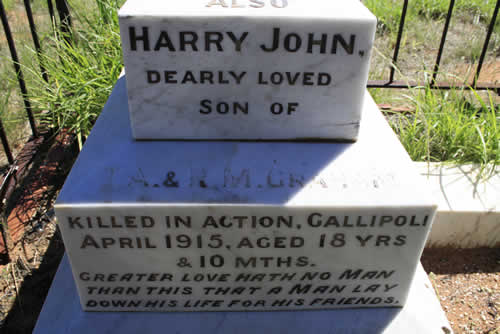 ALSO
HARRY JOHN,
DEARLY LOVED
SON OF
J. A. & R. M. GRAHAM
KILLED IN ACTION, GALLIPOLI
APRIL 1915, AGED 18 YRS
& 10 MTHS.
GREATER LOVE HATH NO MAN
THAN THIS THAT A MAN LAY
DOWN HIS LIFE FOR HIS FRIENDS.